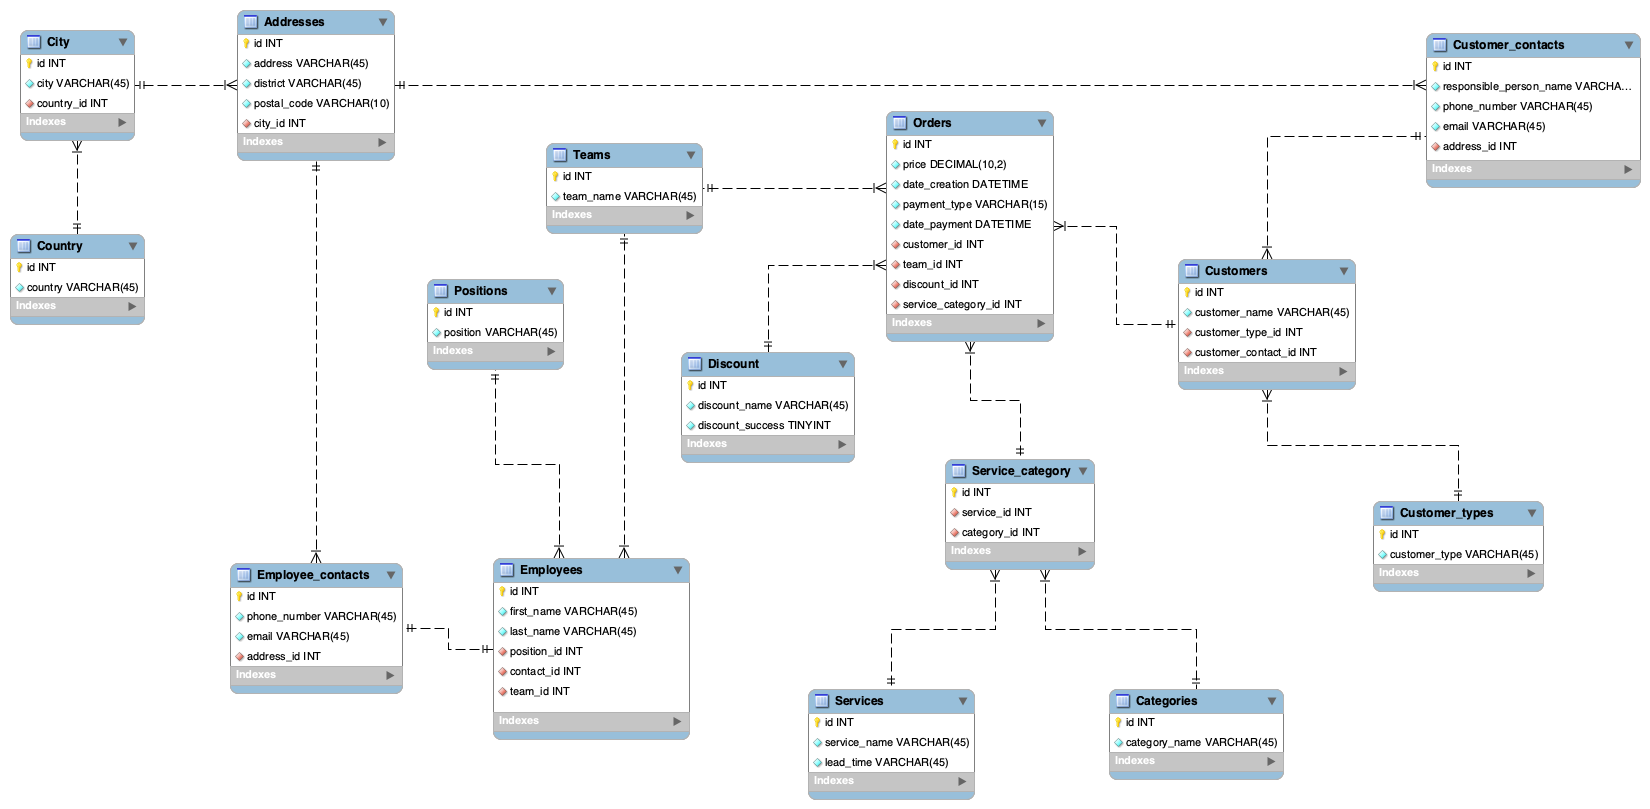 City
id INT
city VARCHAR(45)
country_id INT
Indexes
Country
id INT
country VARCHAR(45)
Indexes
Addresses
id INT
address VARCHAR(45)
district VARCHAR(45)
postal_code VARCHAR(10)
city_id INT
Indexes
Teams
id INT
team_name VARCHAR(45)
Indexes
Positions
id INT
position VARCHAR(45)
Indexes
Orders
id INT
price DECIMAL(10,2)
date_creation DATETIME
payment_type VARCHAR(15)
date_payment DATETIME
customer_id INT
team_id INT
discount_id INT
service_category_id INT
Indexes
Customer_contacts
id INT
responsible_person_name VARCHA...
phone_number VARCHAR(45)
email VARCHAR(45)
address_id INT
Indexes
Customers
id INT
customer_name VARCHAR(45)
customer_type_id INT
customer_contact_id INT
Indexes
Discount
id INT
discount_name VARCHAR(45)
discount_success TINYINT
Indexes
Service_category
id INT
service_id INT
category_id INT
Indexes
Customer_types
id INT
customer_type VARCHAR(45)
Indexes
Employee_contacts
id INT
phone_number VARCHAR(45)
email VARCHAR(45)
address_id INT
Indexes
Employees
id INT
first_name VARCHAR(45)
last_name VARCHAR(45)
position_id INT
contact_id INT
team_id INT
Indexes
Services
id INT
service_name VARCHAR(45)
lead_time VARCHAR(45)
Indexes
Categories
id INT
category_name VARCHAR(45)
Indexes